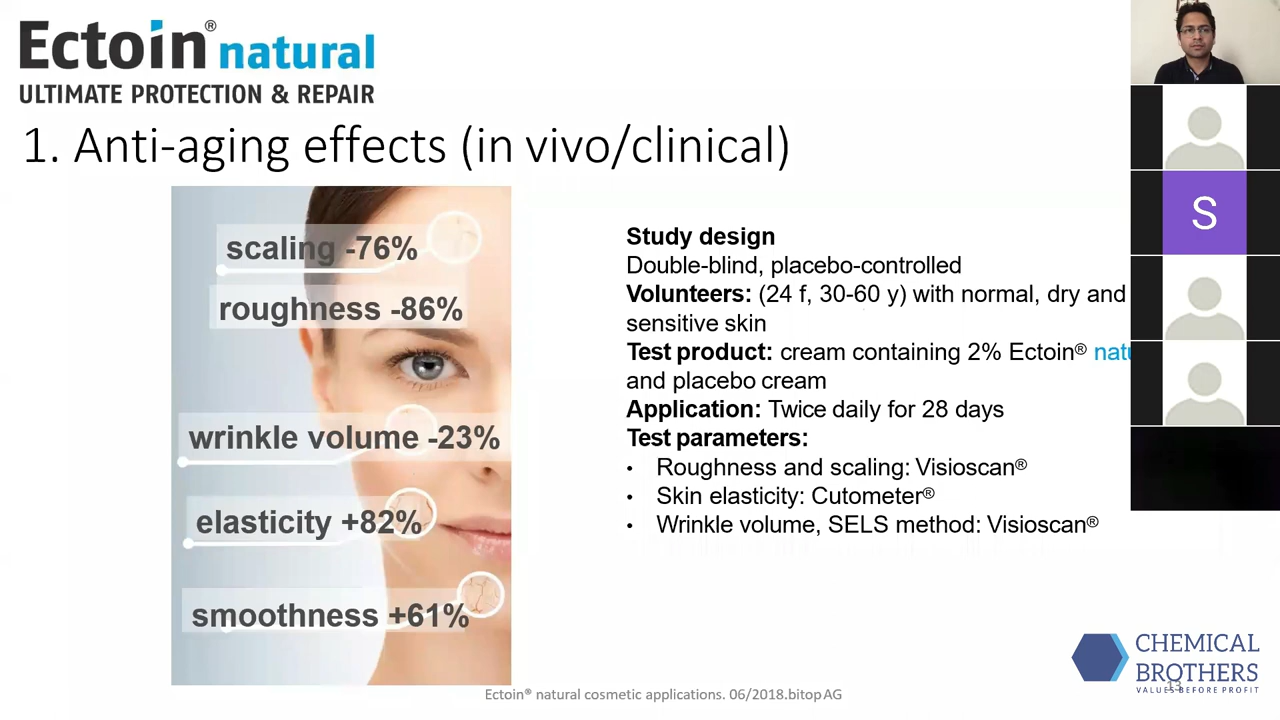 Ectoin® natural
ULTIMATE PROTECTION & REPAIR
1. Anti-aging effects (in vivo/clinical)
scaling -76%
roughness -86%
wrinkle volume -23%
elasticity +82%
smoothness +61%
Study design
Double-blind, placebo-controlled
Volunteers: (24 f, 30-60 y) with normal, dry and
sensitive skin
Test product: cream containing 2% Ectoin®
and placebo cream
Application: Twice daily for 28 days
Test parameters:
• Roughness and scaling: Visioscan®
• Skin elasticity: Cutometer®
• Wrinkle volume, SELS method: Visioscan®
S
CHEMICAL
BROTHERS
VALUES BEFORE PROFIT
13
Ectoin® natural cosmetic applications. 06/2018.bitop AG